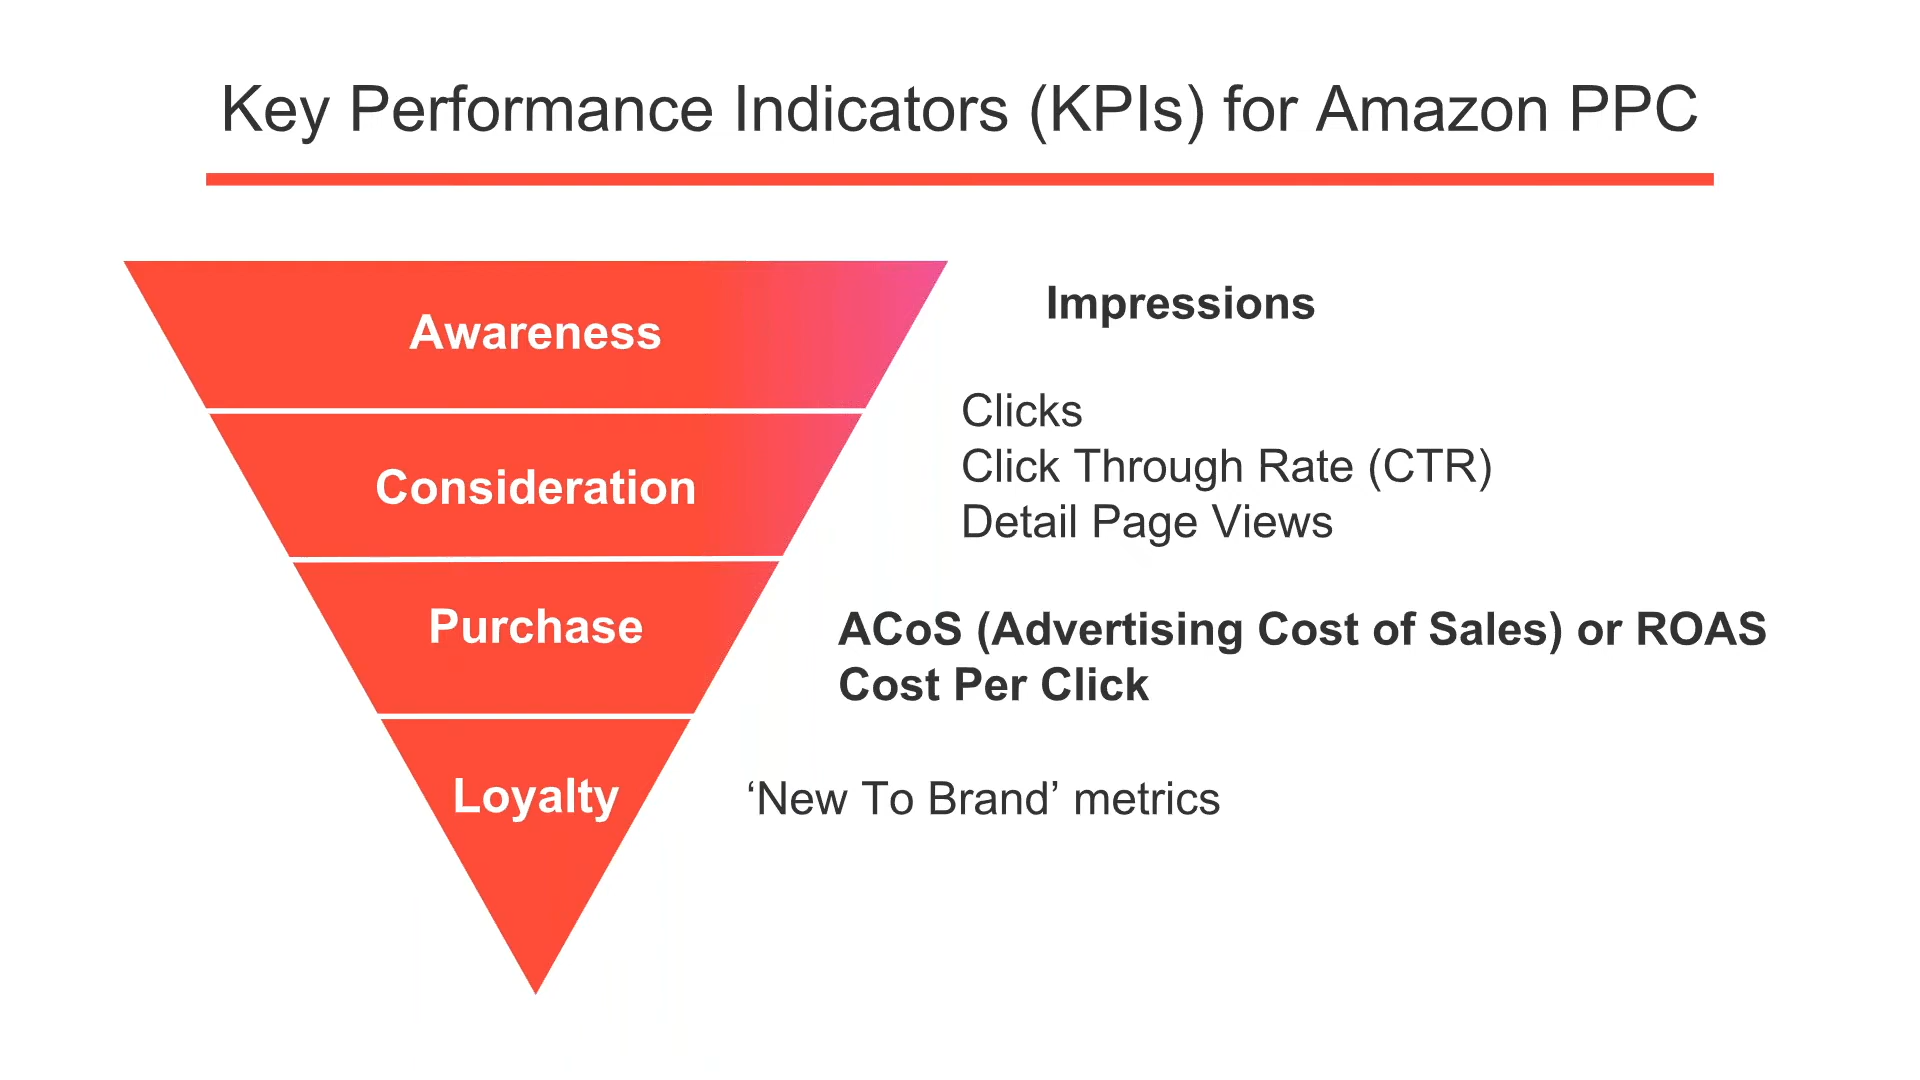 Key Performance Indicators (KPIs) for Amazon PPC
Awareness
Impressions
Consideration
Clicks
Click Through Rate (CTR)
Detail Page Views
Purchase
ACoS (Advertising Cost of Sales) or ROAS
Cost Per Click
Loyalty
‘New To Brand’ metrics